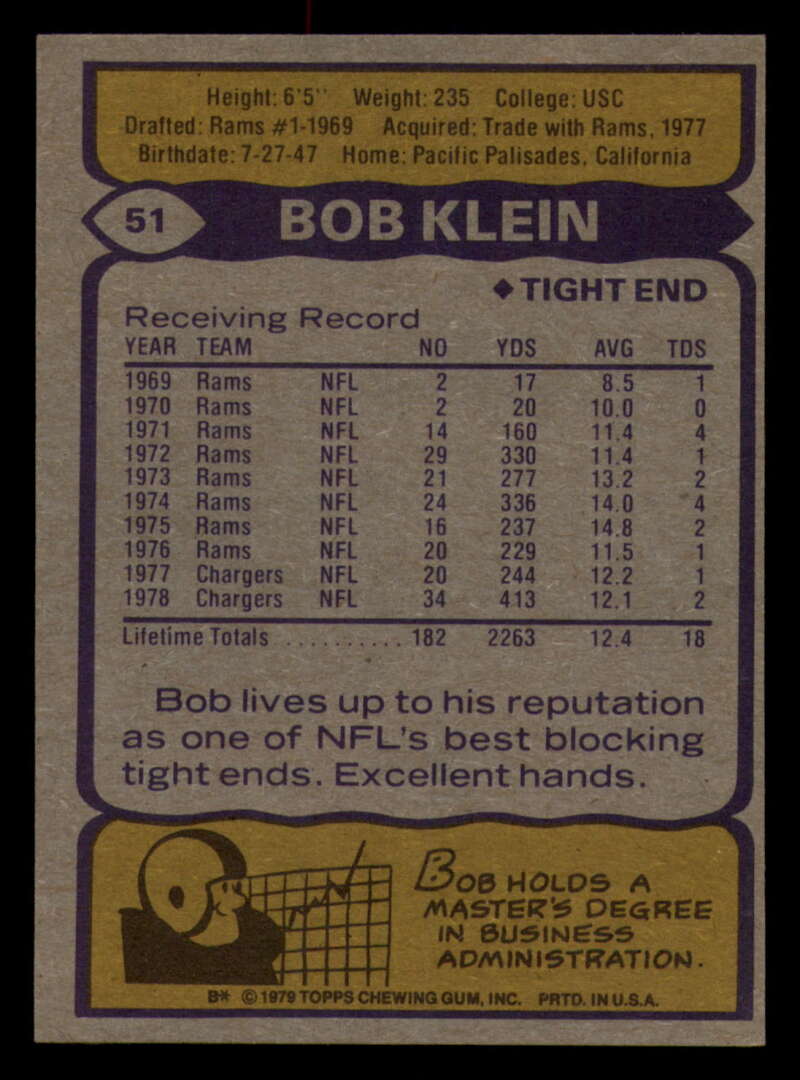 Height: 6'5'' Weight: 235 College: USC
Drafted: Rams #1-1969 Acquired: Trade with Rams, 1977
Birthdate: 7-27-47 Home: Pacific Palisades, California
51 BOB KLEIN
◆TIGHT END
Receiving Record
YEAR TEAM NO YDS AVG TDS
1969 Rams NFL 2 17 8.5 1
1970 Rams NFL 2 20 10.0 0
1971 Rams NFL 14 160 11.4 4
1972 Rams NFL 29 330 11.4 1
1973 Rams NFL 21 277 13.2 2
1974 Rams NFL 24 336 14.0 4
1975 Rams NFL 16 237 14.8 2
1976 Rams NFL 20 229 11.5 1
1977 Chargers NFL 20 244 12.2 1
1978 Chargers NFL 34 413 12.1 2
Lifetime Totals .......... 182 2263 12.4 18
Bob lives up to his reputation
as one of NFL's best blocking
tight ends. Excellent hands.
BOB HOLDS A
MASTER'S DEGREE
IN BUSINESS
ADMINISTRATION.
B* © 1979 TOPPS CHEWING GUM, INC. PRTD. IN U.S.A.